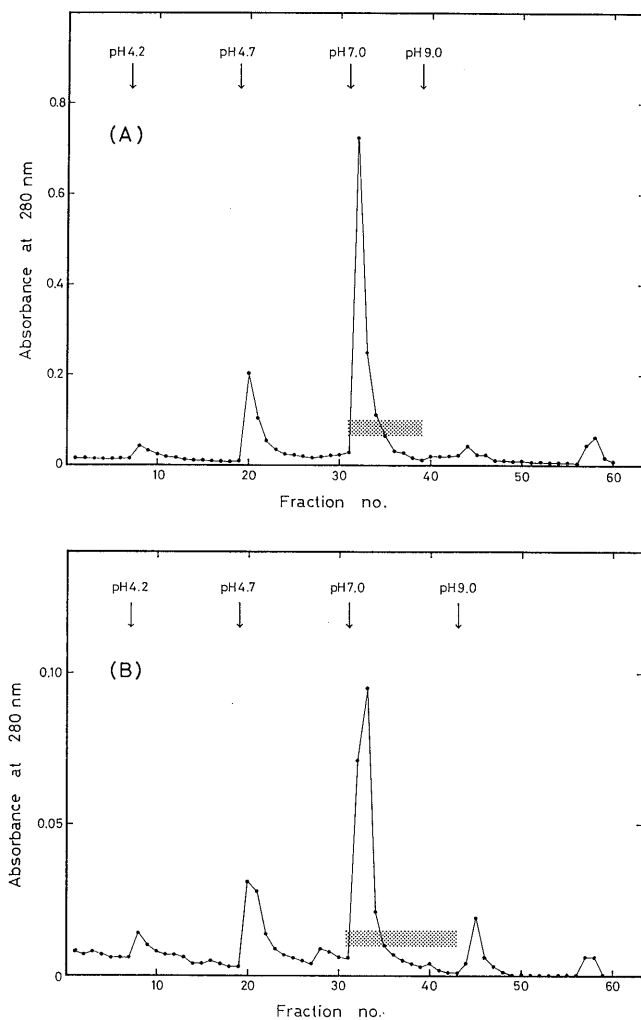 pH4.2 pH4.7 pH7.0 pH9.0
0.8
(A)
0.6
0.4
0.2
0
Absorbance at 280 nm
10 20 30 40 50 60
Fraction no.
pH4.2 pH4.7 pH7.0 pH9.0
(B)
0.10
0.05
0
Absorbance at 280 nm
10 20 30 40 50 60
Fraction no.